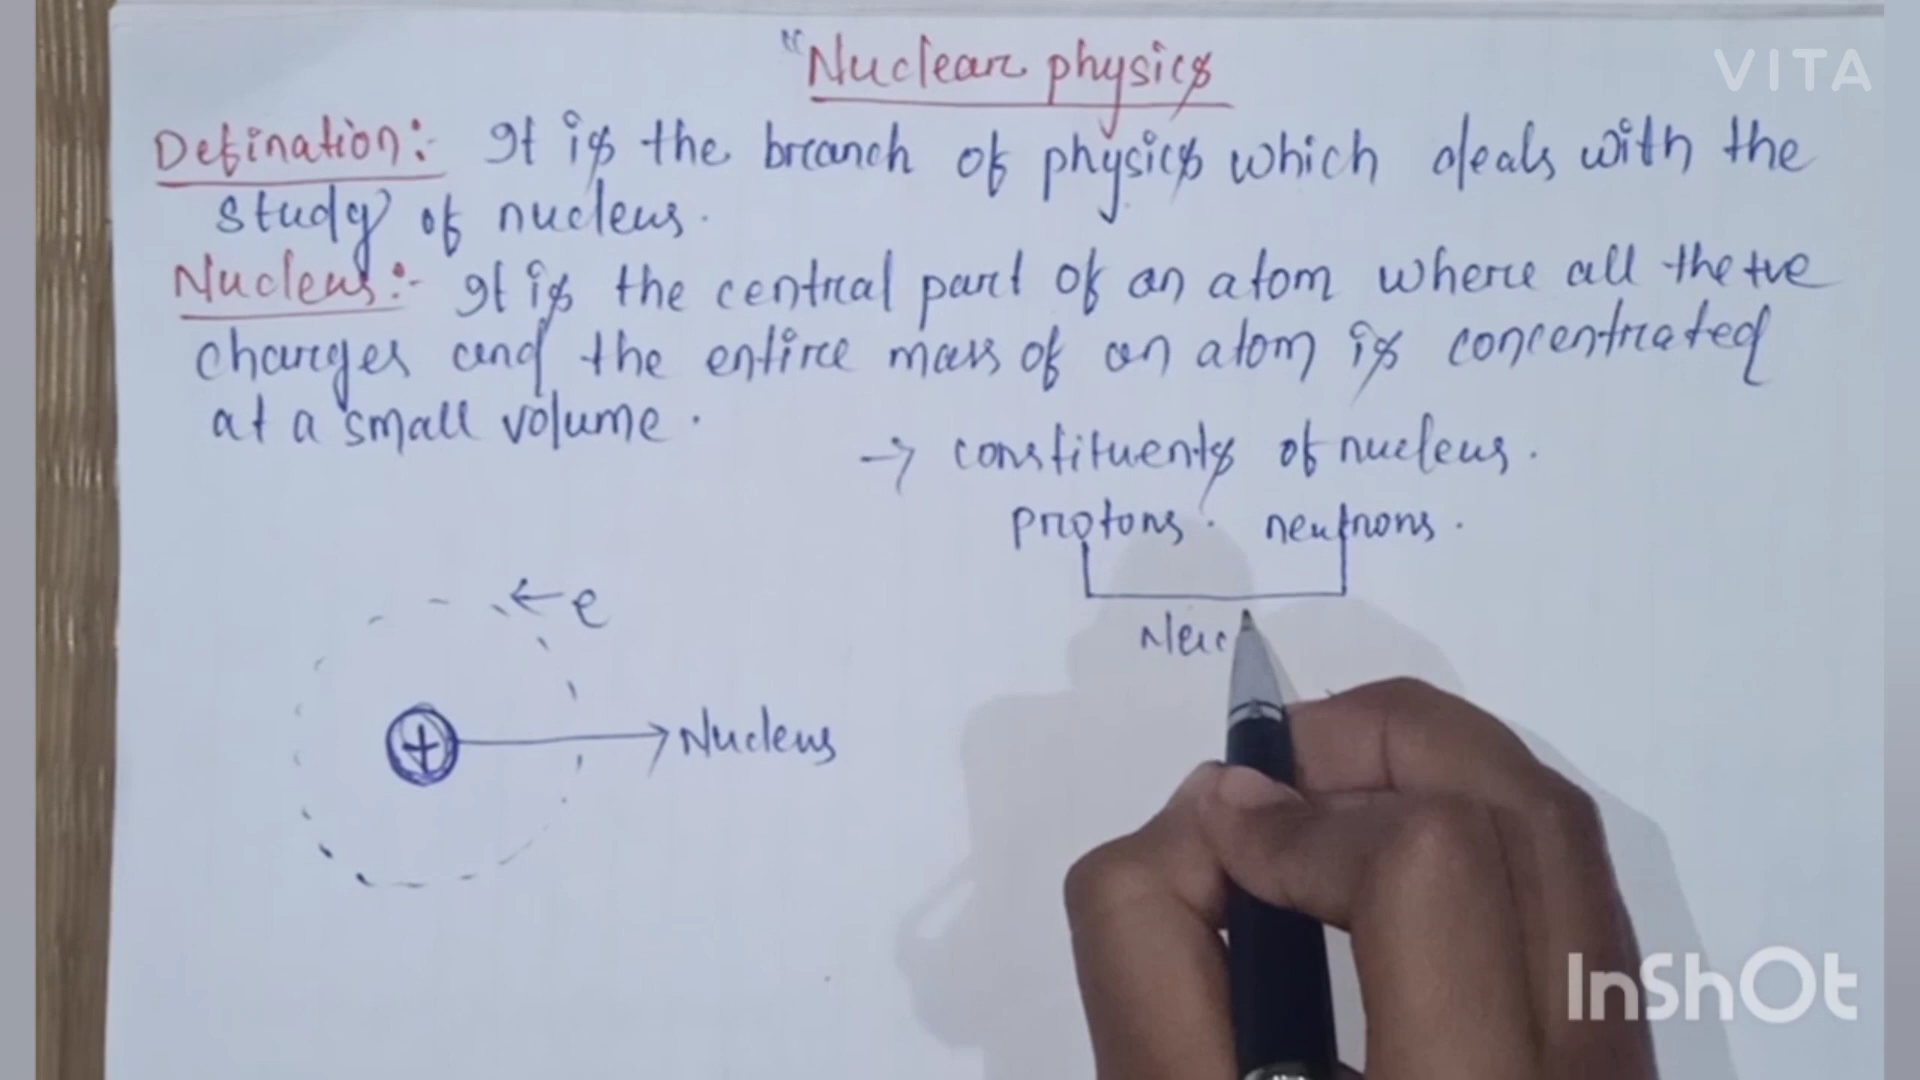 "Nuclear physics
VITA
Defination:- It is the branch of physics which deals with the
study of nucleus.
Nucleus:- It is the central part of an atom where all the +ve
charges and the entire mass of an atom is concentrated
at a small volume.
→ constituents of nucleus.
protons. neutrons.
← e
+
→ Nucleus
InShOt